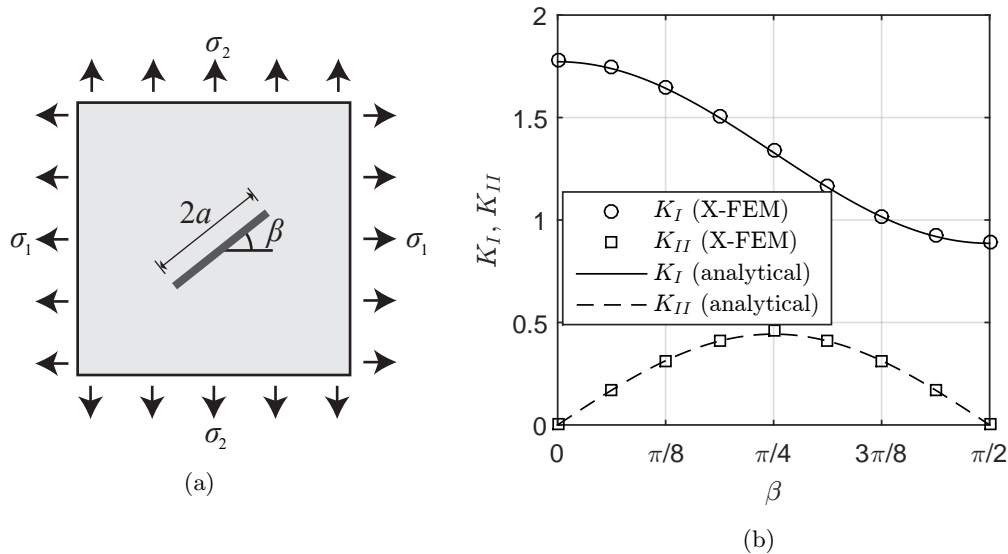 σ₂
σ₁
2a
β
σ₁
σ₂
(a)
K_I, K_II
2
1.5
1
0.5
0
K_I (X-FEM)
K_II (X-FEM)
K_I (analytical)
K_II (analytical)
0
π/8
π/4
3π/8
π/2
β
(b)